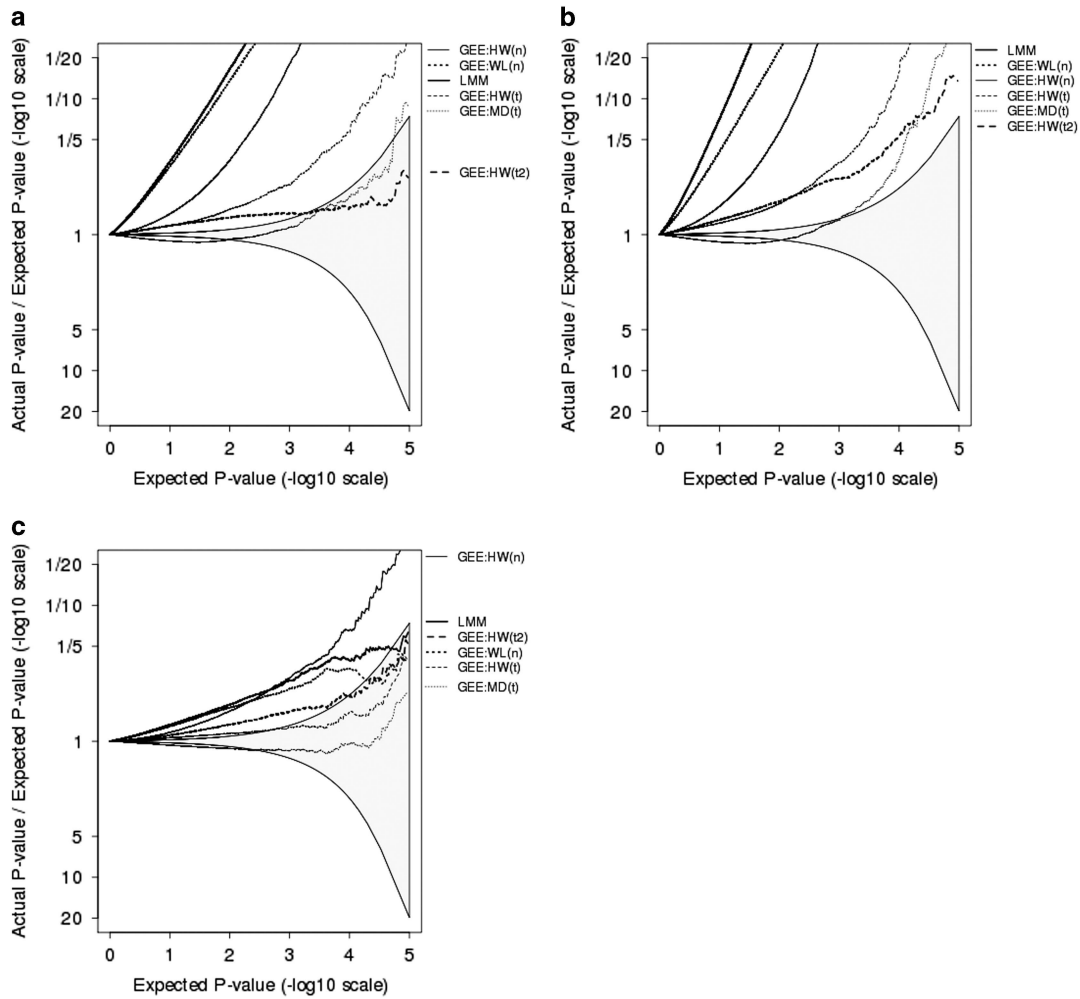 a
Actual P-value / Expected P-value (-log10 scale)
1/20
1/10
1/5
1
5
10
20
0 1 2 3 4 5
Expected P-value (-log10 scale)
GEE:HW(n)
GEE:WL(n)
LMM
GEE:HW(t)
GEE:MD(t)
GEE:HW(t2)
b
Actual P-value / Expected P-value (-log10 scale)
1/20
1/10
1/5
1
5
10
20
0 1 2 3 4 5
Expected P-value (-log10 scale)
LMM
GEE:WL(n)
GEE:HW(n)
GEE:HW(t)
GEE:MD(t)
GEE:HW(t2)
c
Actual P-value / Expected P-value (-log10 scale)
1/20
1/10
1/5
1
5
10
20
0 1 2 3 4 5
Expected P-value (-log10 scale)
GEE:HW(n)
LMM
GEE:HW(t2)
GEE:WL(n)
GEE:HW(t)
GEE:MD(t)